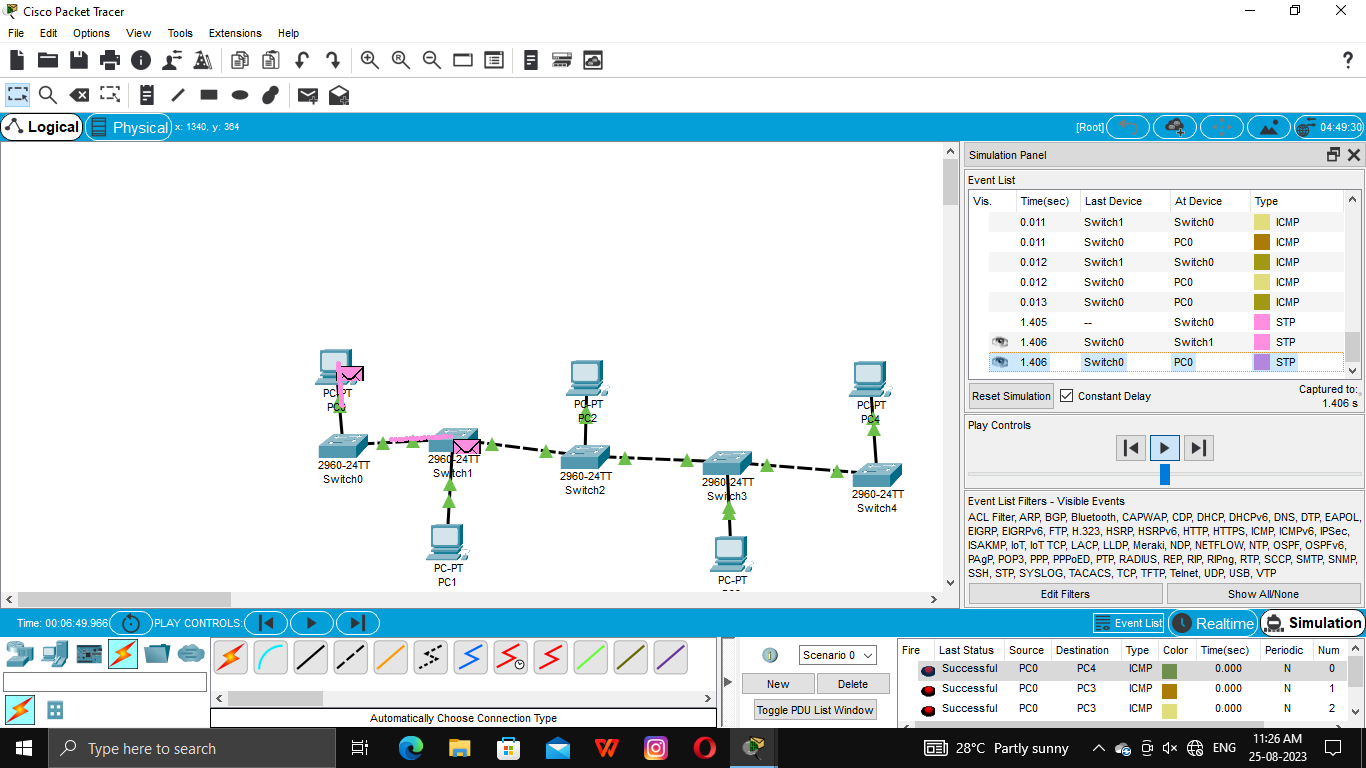 Cisco Packet Tracer
File Edit Options View Tools Extensions Help
Logical Physical x: 1340, y: 364 [Root] 04:49:30
Simulation Panel
Event List
Vis. Time(sec) Last Device At Device Type
0.011 Switch1 Switch0 ICMP
0.011 Switch0 PC0 ICMP
0.012 Switch1 Switch0 ICMP
0.012 Switch0 PC0 ICMP
0.013 Switch0 PC0 ICMP
1.405 -- Switch0 STP
1.406 Switch0 Switch1 STP
1.406 Switch0 PC0 STP
Reset Simulation Constant Delay Captured to:
1.406 s
Play Controls
Event List Filters - Visible Events
ACL Filter, ARP, BGP, Bluetooth, CAPWAP, CDP, DHCP, DHCPv6, DNS, DTP, EAPOL,
EIGRP, EIGRPv6, FTP, H.323, HSRP, HSRPv6, HTTP, HTTPS, ICMP, ICMPv6, IPSec,
ISAKMP, IoT, IoT TCP, LACP, LLDP, Meraki, NDP, NETFLOW, NTP, OSPF, OSPFv6,
PAgP, POP3, PPP, PPPoED, PTP, RADIUS, REP, RIP, RIPng, RTP, SCCP, SMTP, SNMP,
SSH, STP, SYSLOG, TACACS, TCP, TFTP, Telnet, UDP, USB, VTP
Edit Filters Show All/None
PC-PT
PC0
PC-PT
PC2
PC-PT
PC4
2960-24TT
Switch0
2960-24TT
Switch1
2960-24TT
Switch2
2960-24TT
Switch3
2960-24TT
Switch4
PC-PT
PC1
PC-PT
Time: 00:06:49.966 PLAY CONTROLS: Event List Realtime Simulation
Scenario 0
New Delete
Toggle PDU List Window
Automatically Choose Connection Type
Fire Last Status Source Destination Type Color Time(sec) Periodic Num
Successful PC0 PC4 ICMP 0.000 N 0
Successful PC0 PC3 ICMP 0.000 N 1
Successful PC0 PC3 ICMP 0.000 N 2
Type here to search
28°C Partly sunny ENG 11:26 AM
25-08-2023